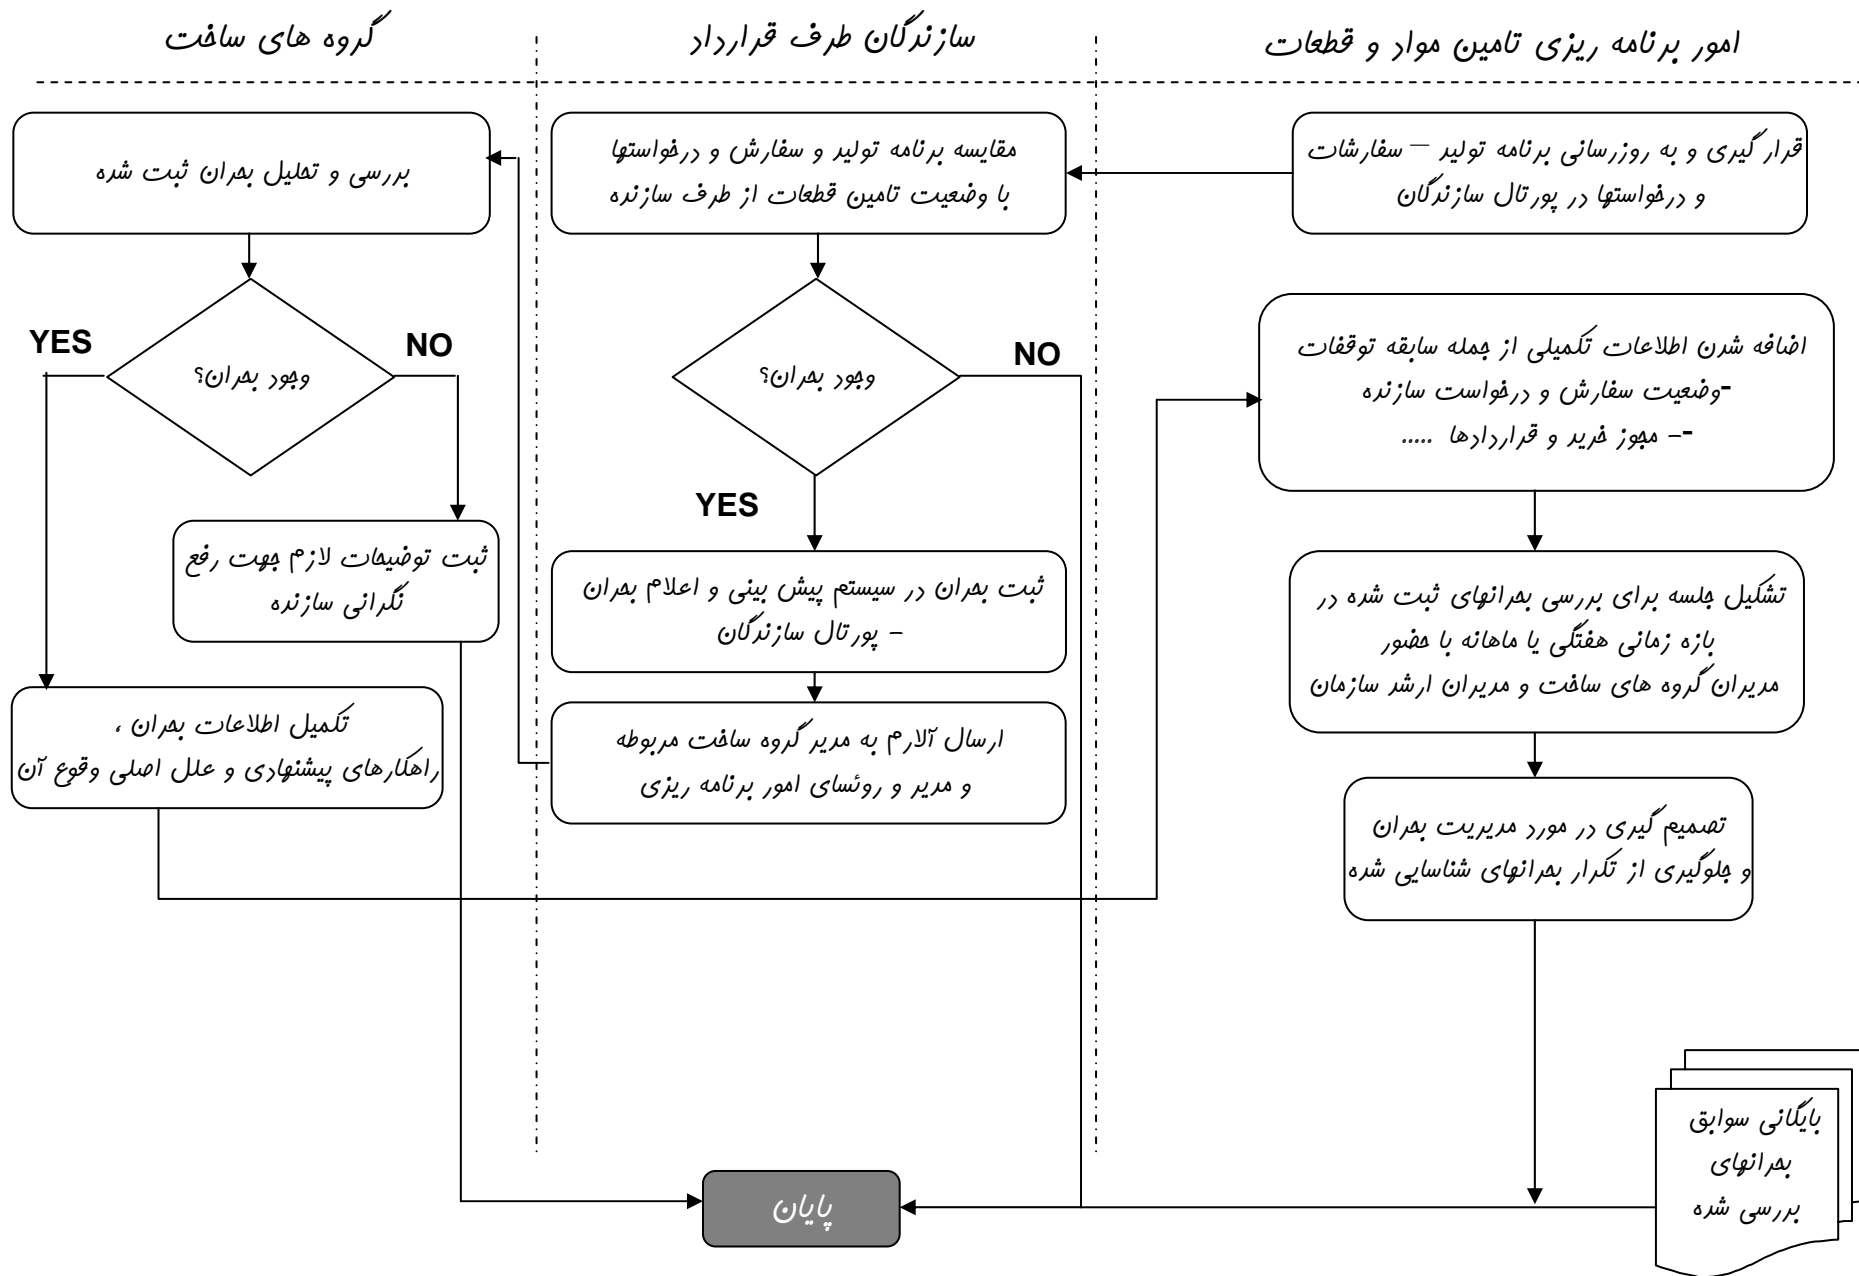 امور برنامه ریزی تامین مواد و قطعات
سازندگان طرف قرارداد
گروه های ساخت
قرار گیری و به روزرسانی برنامه تولید – سفارشات
و درخواستها در پورتال سازندگان
مقایسه برنامه تولید و سفارش و درخواستها
با وضعیت تامین قطعات از طرف سازنده
بررسی و تحلیل بحران ثبت شده
اضافه شدن اطلاعات تکمیلی از جمله سابقه توقفات
-وضعیت سفارش و درخواست سازنده
-– مجوز خرید و قراردادها .....
وجود بحران؟
NO
YES
وجود بحران؟
NO
YES
تشکیل جلسه برای بررسی بحرانهای ثبت شده در
بازه زمانی هفتگی یا ماهانه با حضور
مدیران گروه های ساخت و مدیران ارشد سازمان
ثبت بحران در سیستم پیش بینی و اعلام بحران
– پورتال سازندگان
ثبت توضیحات لازم جهت رفع
نگرانی سازنده
ارسال آلارم به مدیر گروه ساخت مربوطه
و مدیر و روئسای امور برنامه ریزی
تکمیل اطلاعات بحران ،
راهکارهای پیشنهادی و علل اصلی وقوع آن
تصمیم گیری در مورد مدیریت بحران
و جلوگیری از تکرار بحرانهای شناسایی شده
بایگانی سوابق
بحرانهای
بررسی شده
پایان